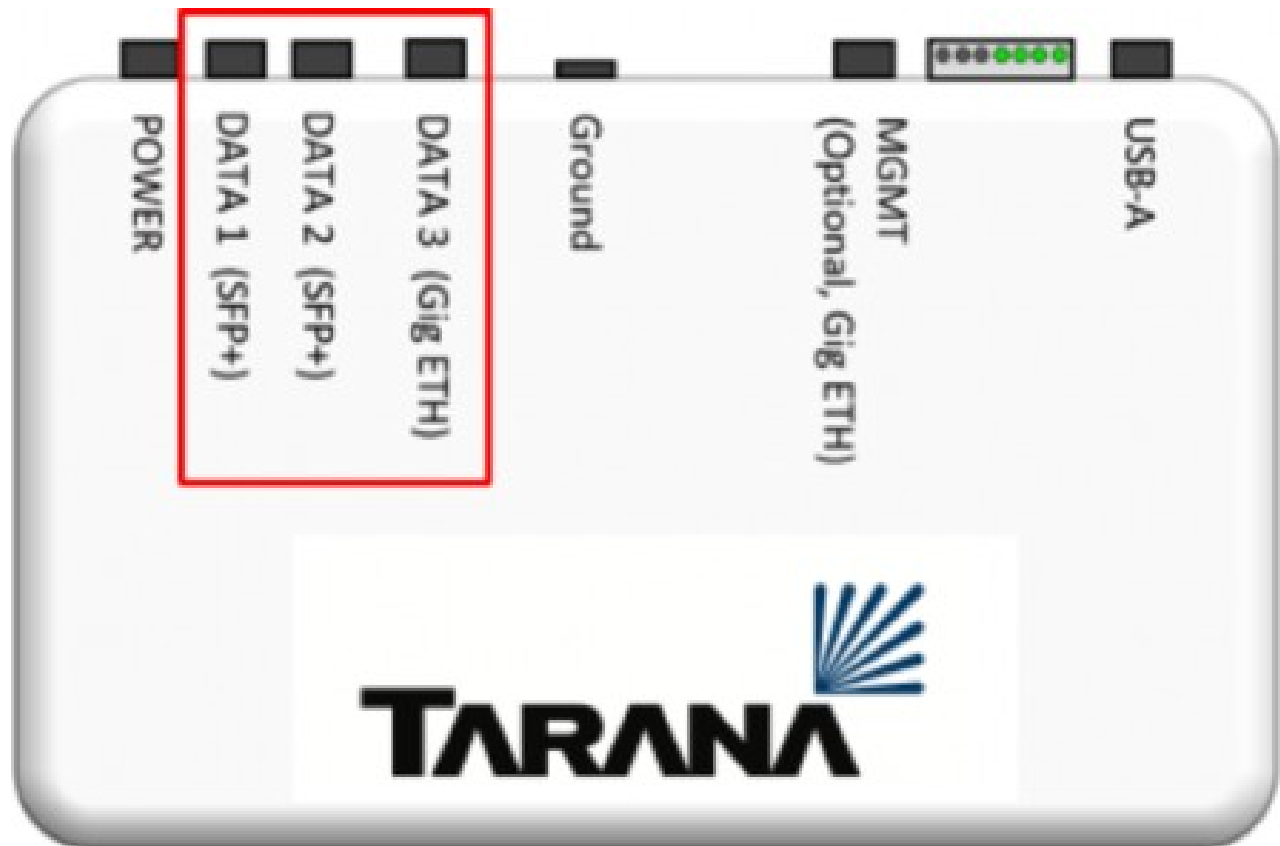 POWER
DATA 1 (SFP+)
DATA 2 (SFP+)
DATA 3 (Gig ETH)
Ground
MGMT
(Optional, Gig ETH)
USB-A
TARANA